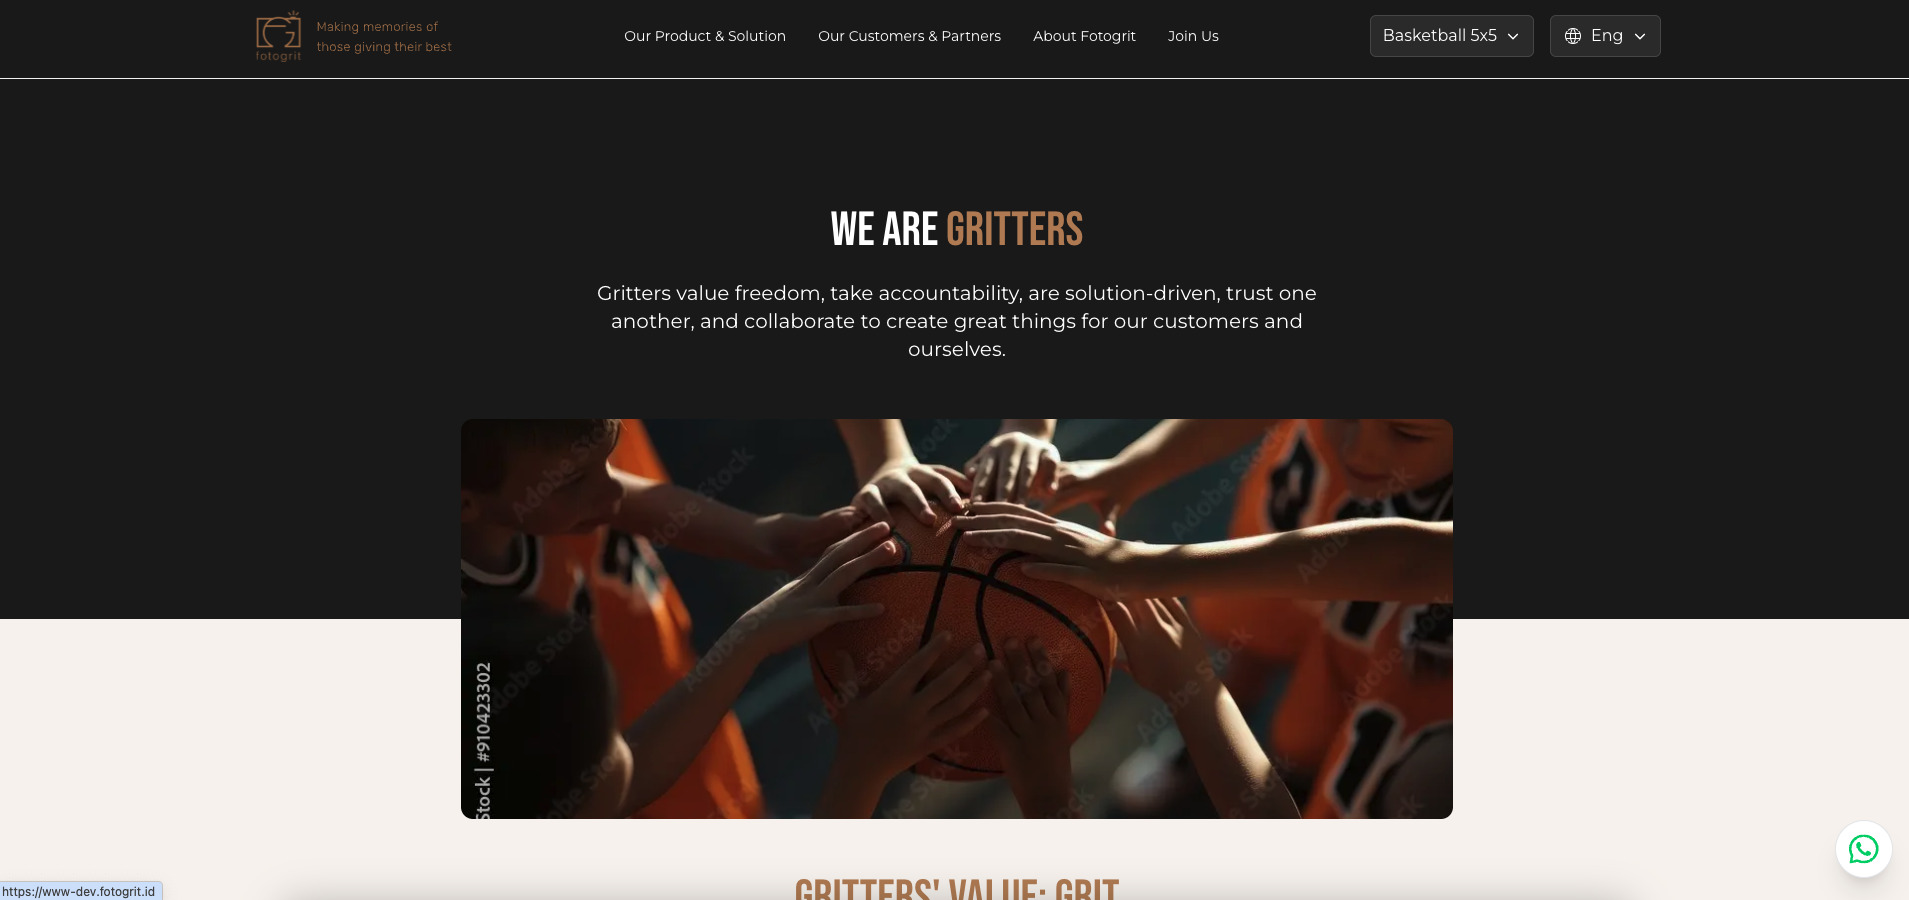 fotogrit
Making memories of
those giving their best
Our Product & Solution
Our Customers & Partners
About Fotogrit
Join Us
Basketball 5x5
Eng
WE ARE GRITTERS
Gritters value freedom, take accountability, are solution-driven, trust one
another, and collaborate to create great things for our customers and
ourselves.
Adobe Stock
Stock | #910423302
GRITTERS' VALUE: GRIT
https://www-dev.fotogrit.id